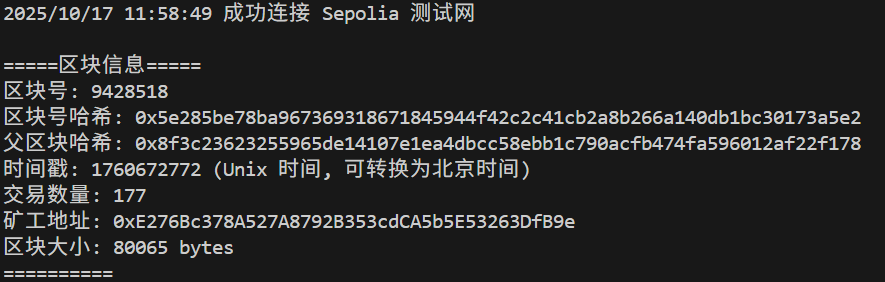 2025/10/17 11:58:49 成功连接 Sepolia 测试网
=====区块信息=====
区块号: 9428518
区块号哈希: 0x5e285be78ba967369318671845944f42c2c41cb2a8b266a140db1bc30173a5e2
父区块哈希: 0x8f3c23623255965de14107e1ea4dbcc58ebb1c790acfb474fa596012af22f178
时间戳: 1760672772 (Unix 时间, 可转换为北京时间)
交易数量: 177
矿工地址: 0xE276Bc378A527A8792B353cdCA5b5E53263DfB9e
区块大小: 80065 bytes
==========